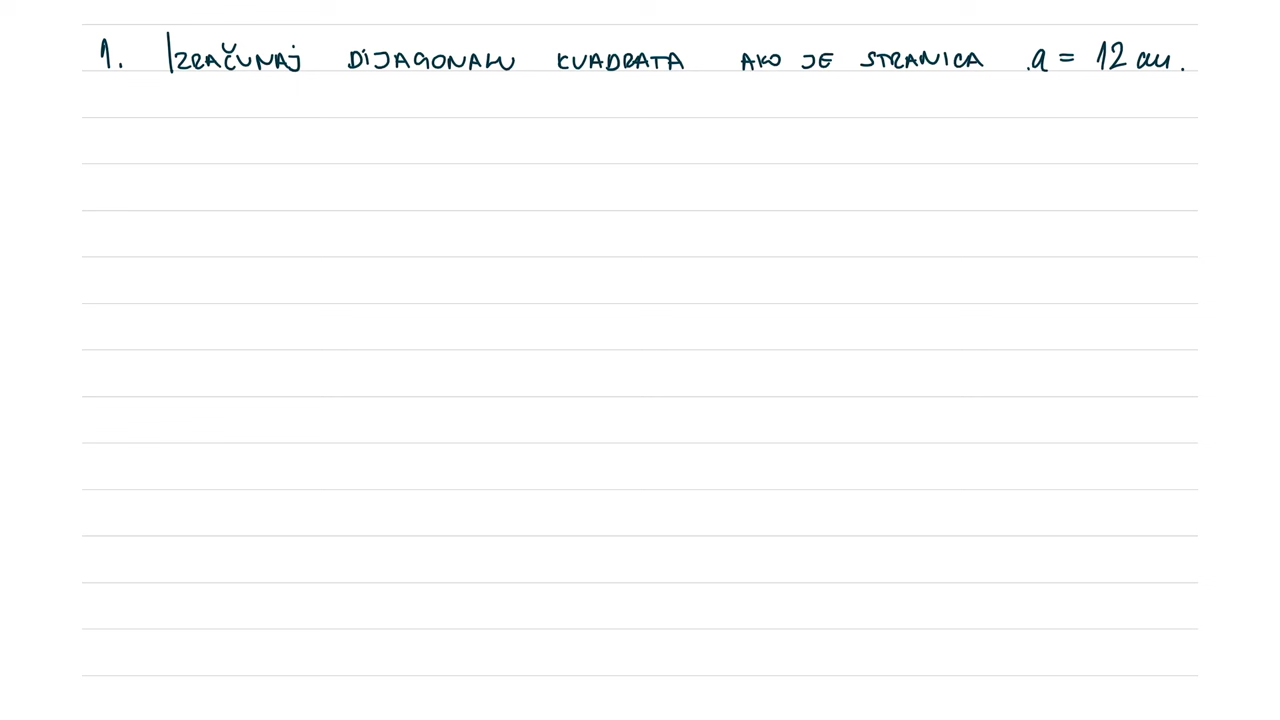 1. IZRAČUNAJ DIJAGONALU KVADRATA AKO JE STRANICA a = 12 cm.